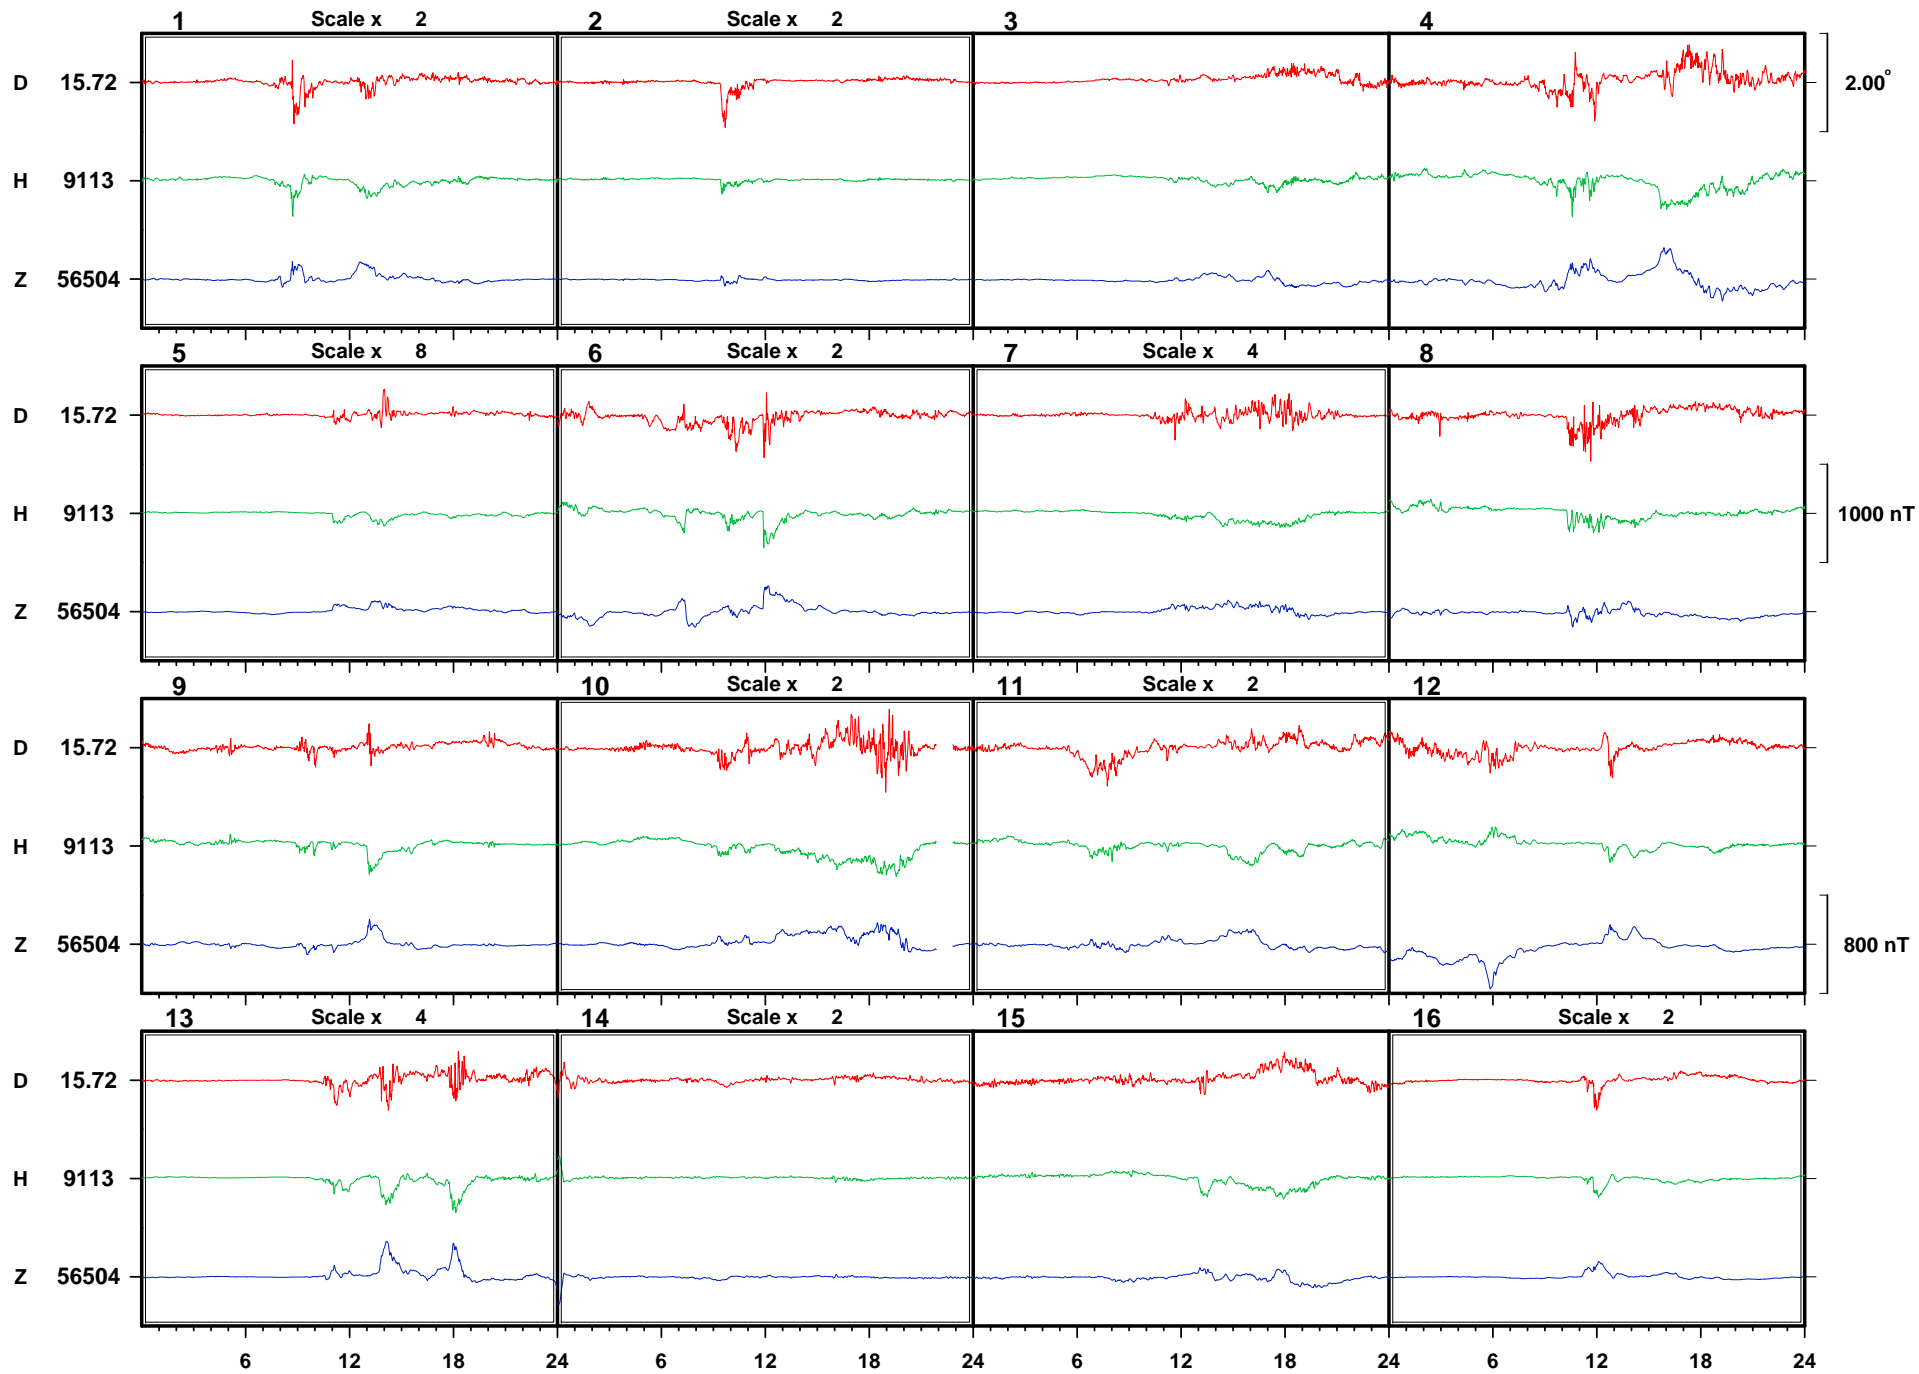 1 Scale x 2 2 Scale x 2 3 4
D 15.72 2.00°
H 9113
Z 56504
5 Scale x 8 6 Scale x 2 7 Scale x 4 8
D 15.72
H 9113 1000 nT
Z 56504
9 10 Scale x 2 11 Scale x 2 12
D 15.72
H 9113
Z 56504 800 nT
13 Scale x 4 14 Scale x 2 15 16 Scale x 2
D 15.72
H 9113
Z 56504
6 12 18 24 6 12 18 24 6 12 18 24 6 12 18 24